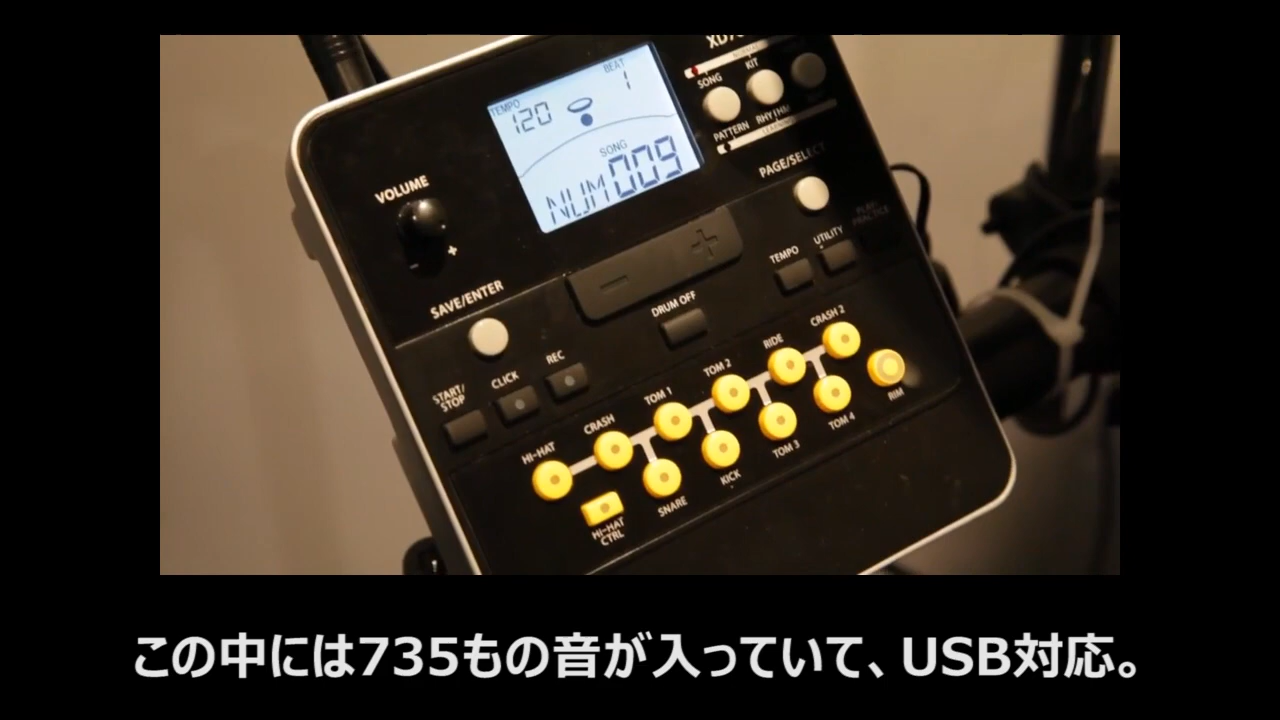 BEAT
TEMPO
1
120
SONG
NUM009
SONG
KIT
PATTERN
RHYTHM
VOLUME
+
-
PAGE/SELECT
SAVE/ENTER
- +
TEMPO
UTILITY
DRUM OFF
START/
STOP
CLICK
REC
HI-HAT
CRASH
TOM 1
TOM 2
RIDE
CRASH 2
HI-HAT
CTRL
SNARE
KICK
TOM 3
TOM 4
RIM
この中には735もの音が入っていて、USB対応。